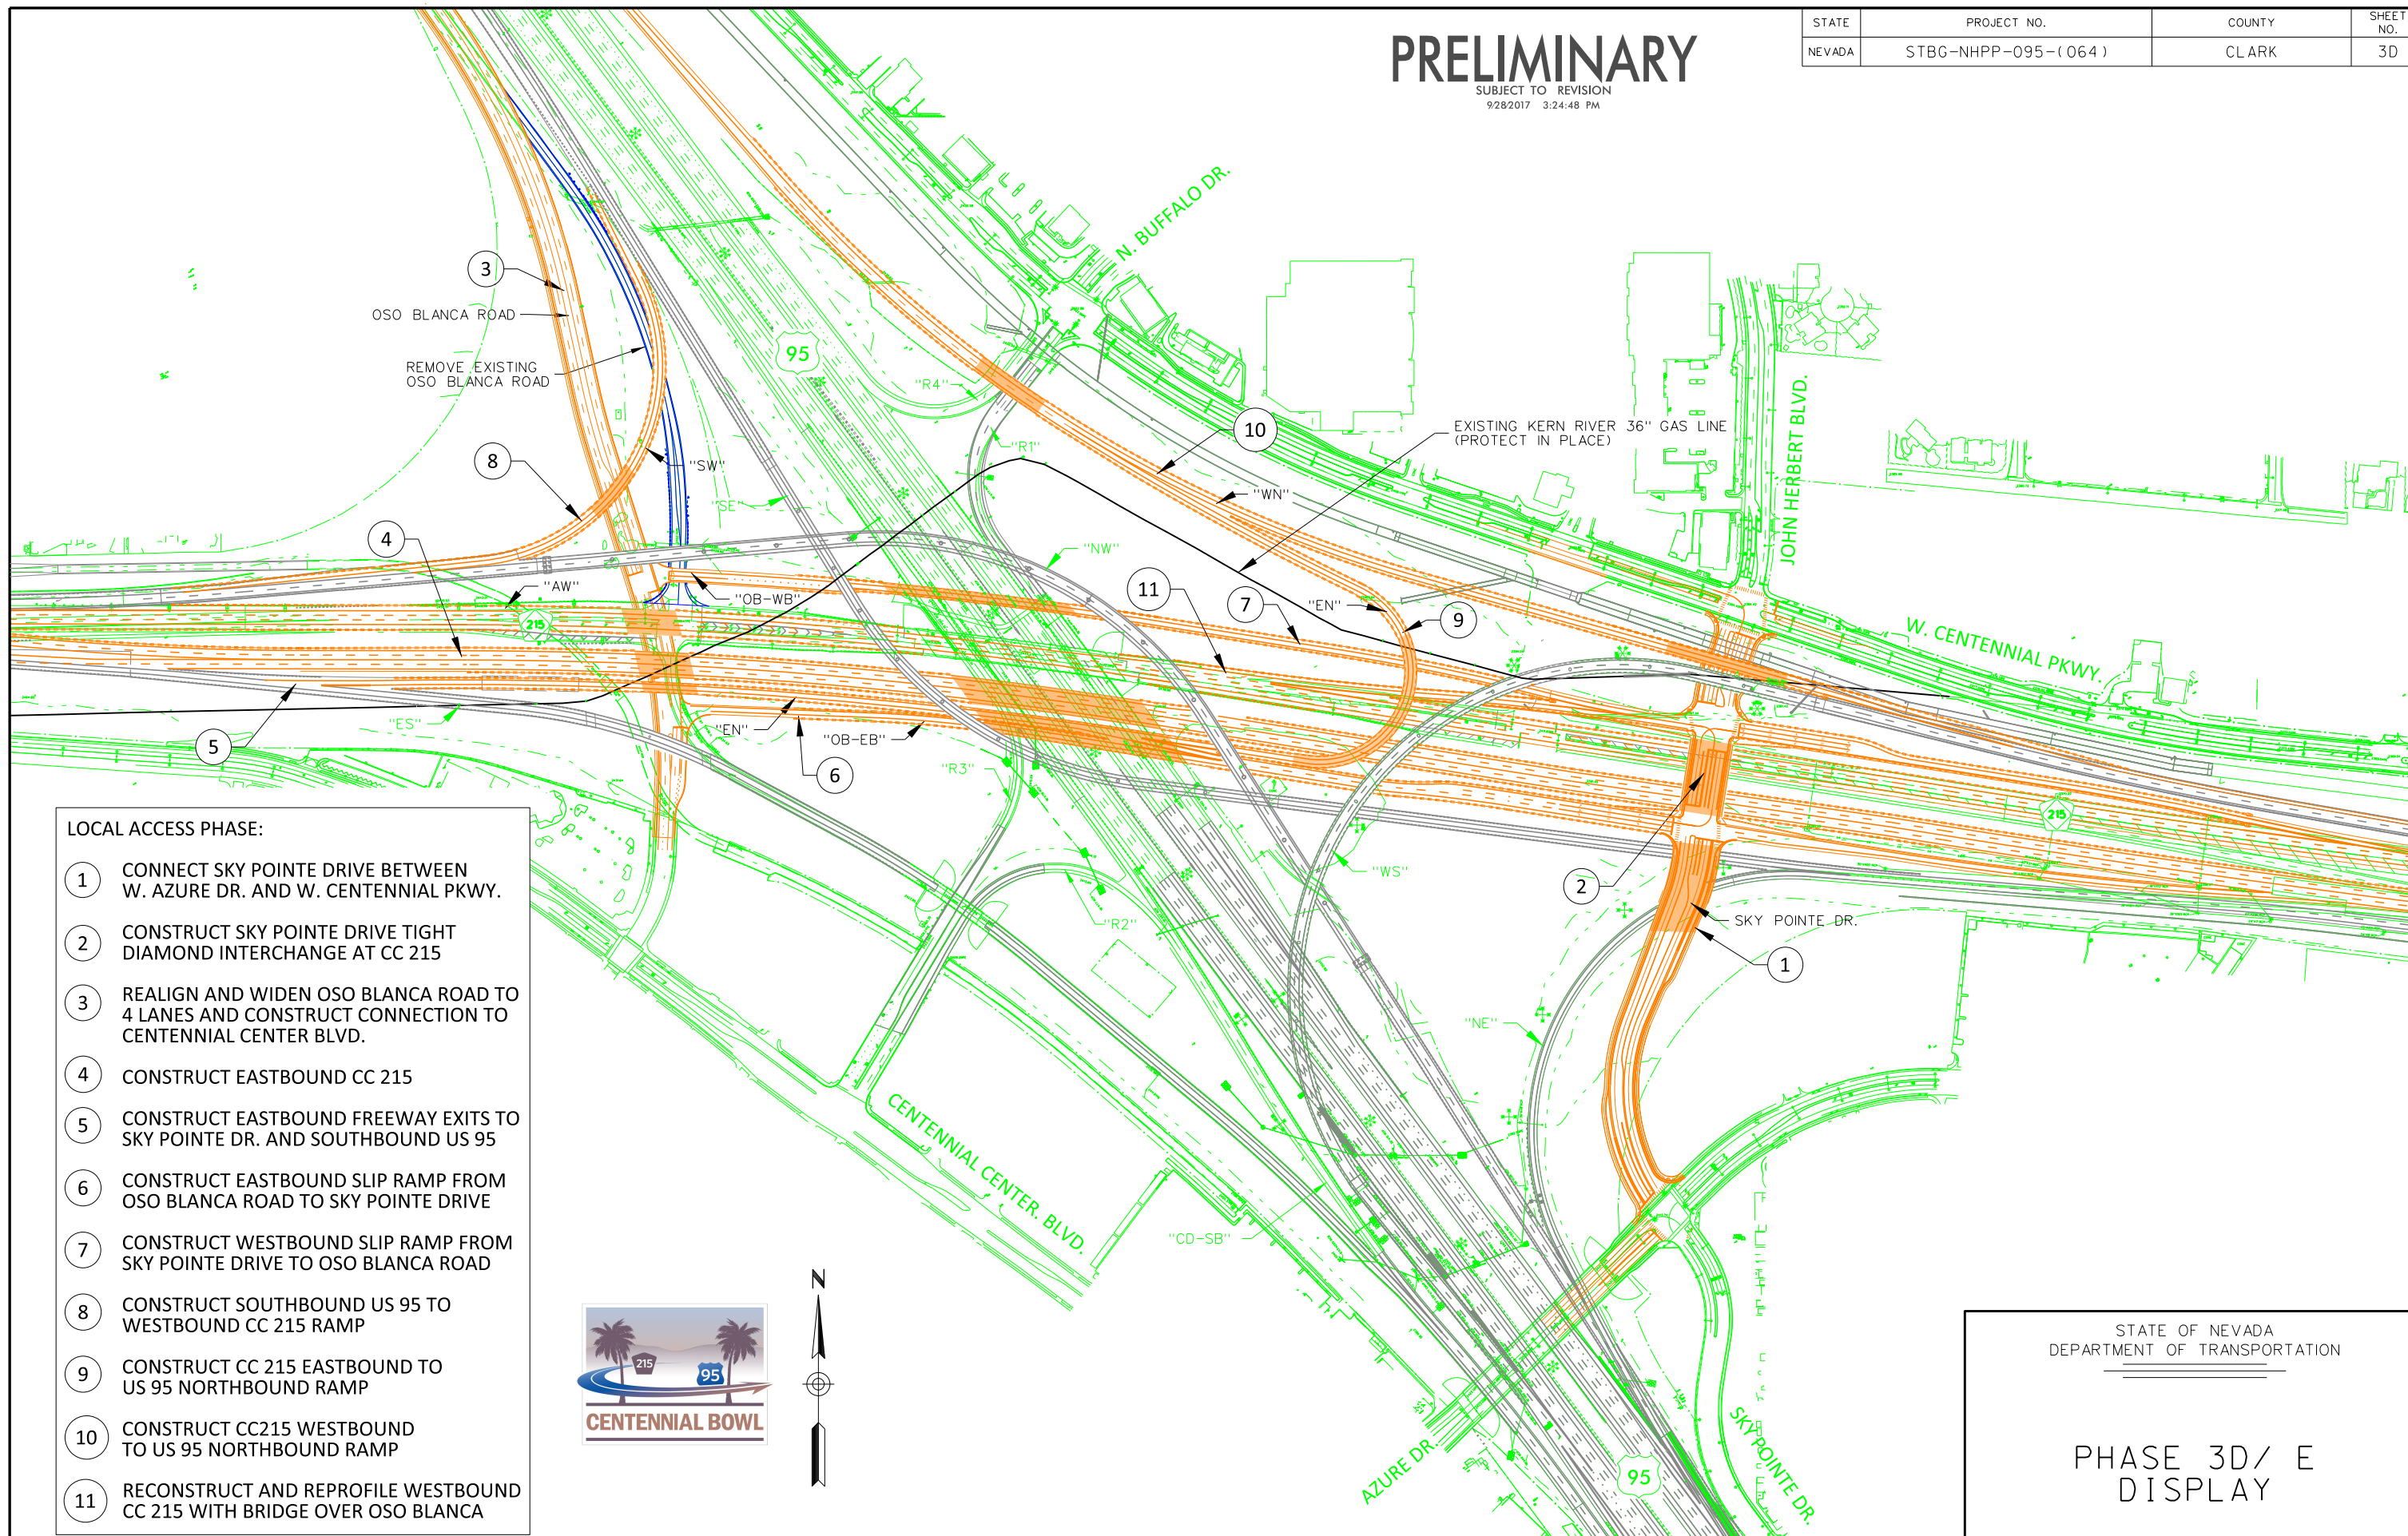 STATE
PROJECT NO.
COUNTY
SHEET
NO.
NEVADA
STBG-NHPP-095-(064)
CLARK
3D
PRELIMINARY
SUBJECT TO REVISION
9/28/2017 3:24:48 PM
N. BUFFALO DR.
3
OSO BLANCA ROAD
REMOVE EXISTING
OSO BLANCA ROAD
95
"R4"
10
EXISTING KERN RIVER 36" GAS LINE
(PROTECT IN PLACE)
JOHN HERBERT BLVD.
8
"SW"
"R1"
"SE"
"WN"
4
"NW"
"AW"
"OB-WB"
11
7
"EN"
9
215
W. CENTENNIAL PKWY.
"ES"
5
"EN"
"OB-EB"
6
"R3"
215
"WS"
2
"R2"
SKY POINTE DR.
1
"NE"
CENTENNIAL CENTER. BLVD.
"CD-SB"
AZURE DR.
95
SKY POINTE DR.
LOCAL ACCESS PHASE:
1 CONNECT SKY POINTE DRIVE BETWEEN
W. AZURE DR. AND W. CENTENNIAL PKWY.
2 CONSTRUCT SKY POINTE DRIVE TIGHT
DIAMOND INTERCHANGE AT CC 215
3 REALIGN AND WIDEN OSO BLANCA ROAD TO
4 LANES AND CONSTRUCT CONNECTION TO
CENTENNIAL CENTER BLVD.
4 CONSTRUCT EASTBOUND CC 215
5 CONSTRUCT EASTBOUND FREEWAY EXITS TO
SKY POINTE DR. AND SOUTHBOUND US 95
6 CONSTRUCT EASTBOUND SLIP RAMP FROM
OSO BLANCA ROAD TO SKY POINTE DRIVE
7 CONSTRUCT WESTBOUND SLIP RAMP FROM
SKY POINTE DRIVE TO OSO BLANCA ROAD
8 CONSTRUCT SOUTHBOUND US 95 TO
WESTBOUND CC 215 RAMP
9 CONSTRUCT CC 215 EASTBOUND TO
US 95 NORTHBOUND RAMP
10 CONSTRUCT CC215 WESTBOUND
TO US 95 NORTHBOUND RAMP
11 RECONSTRUCT AND REPROFILE WESTBOUND
CC 215 WITH BRIDGE OVER OSO BLANCA
215
95
CENTENNIAL BOWL
N
STATE OF NEVADA
DEPARTMENT OF TRANSPORTATION
PHASE 3D/ E
DISPLAY